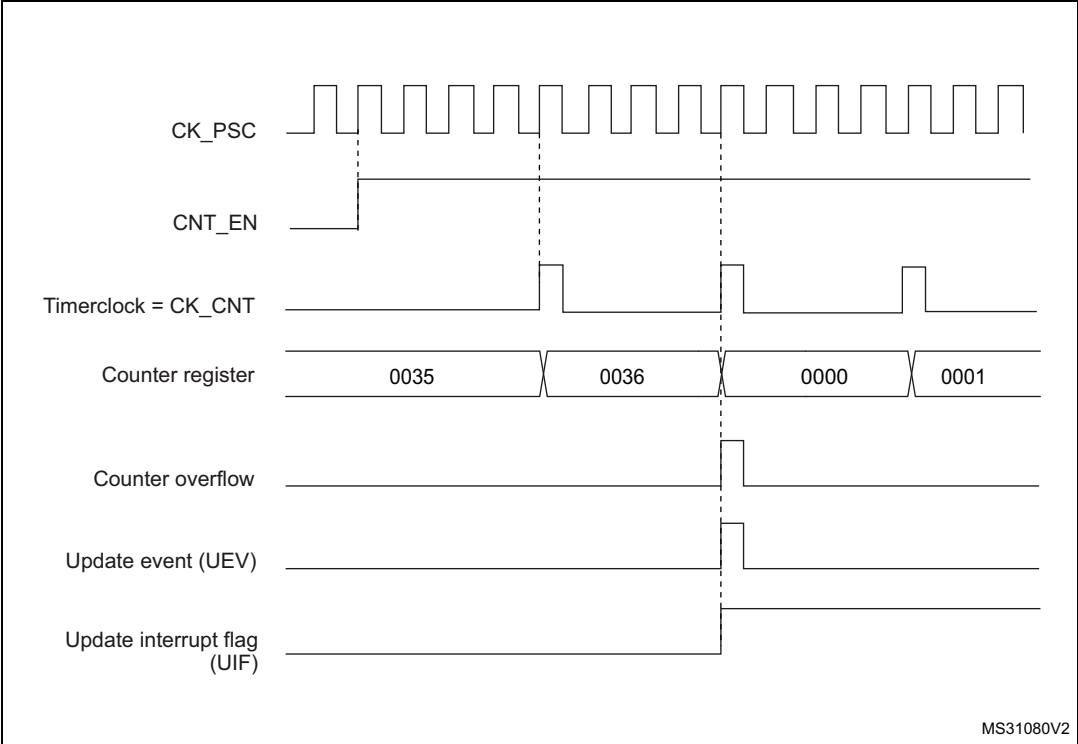 CK_PSC
CNT_EN
Timerclock = CK_CNT
Counter register
0035
0036
0000
0001
Counter overflow
Update event (UEV)
Update interrupt flag
(UIF)
MS31080V2